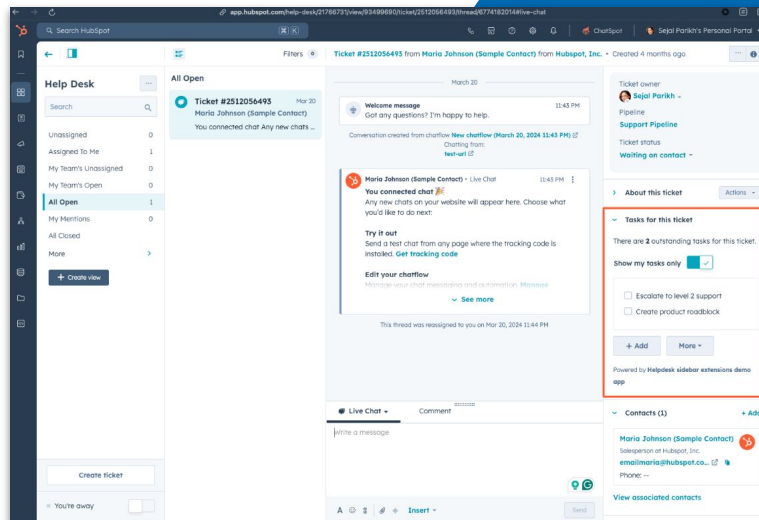 app.hubspot.com/help-desk/21766731/view/93499690/ticket/2512056493/thread/6774182014#live-chat
Search HubSpot
ChatSpot
Sejal Parikh's Personal Portal
Help Desk
Search
Unassigned 0
Assigned To Me 1
My Team's Unassigned 0
My Team's Open 0
All Open 1
My Mentions 0
All Closed
More
+ Create view
Create ticket
You're away
Filters 0
All Open
Ticket #2512056493 Mar 20
Maria Johnson (Sample Contact)
You connected chat Any new chats ...
Ticket #2512056493 from Maria Johnson (Sample Contact) from Hubspot, Inc. • Created 4 months ago
March 20
Welcome message 11:43 PM
Got any questions? I'm happy to help.
Conversation created from chatflow New chatflow (March 20, 2024 11:43 PM)
Chatting from:
test-url
Maria Johnson (Sample Contact) • Live Chat 11:43 PM
You connected chat 🎉
Any new chats on your website will appear here. Choose what
you'd like to do next:
Try it out
Send a test chat from any page where the tracking code is
installed. Get tracking code
Edit your chatflow
Manage your chat messaging and automation. Manage
See more
This thread was reassigned to you on Mar 20, 2024 11:44 PM
Live Chat
Comment
Write a message
Insert
Send
Ticket owner
Sejal Parikh
Pipeline
Support Pipeline
Ticket status
Waiting on contact
About this ticket
Actions
Tasks for this ticket
There are 2 outstanding tasks for this ticket.
Show my tasks only
Escalate to level 2 support
Create product roadblock
+ Add
More
Powered by Helpdesk sidebar extensions demo
app
Contacts (1)
+ Add
Maria Johnson (Sample Contact)
Salesperson at Hubspot, Inc.
emailmaria@hubspot.co...
Phone: --
View associated contacts